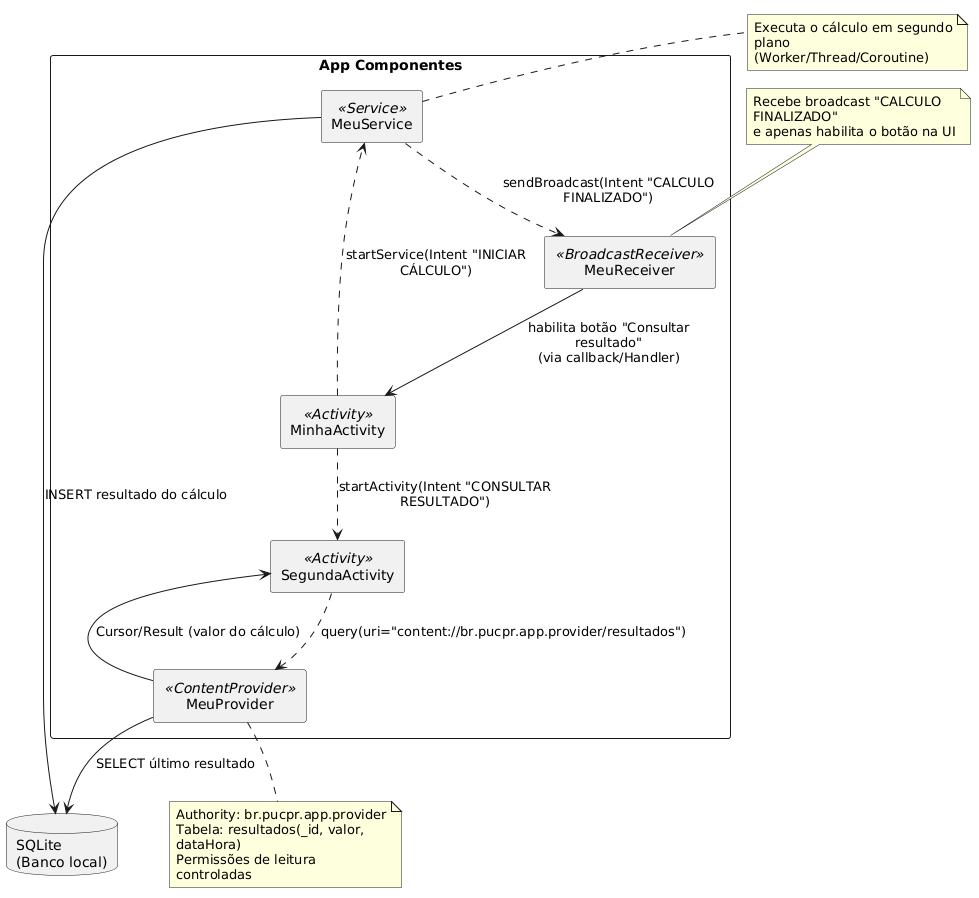 Executa o cálculo em segundo
plano
(Worker/Thread/Coroutine)
App Componentes
«Service»
MeuService
Recebe broadcast "CALCULO
FINALIZADO"
e apenas habilita o botão na UI
sendBroadcast(Intent "CALCULO
FINALIZADO")
startService(Intent "INICIAR
CÁLCULO")
«BroadcastReceiver»
MeuReceiver
habilita botão "Consultar
resultado"
(via callback/Handler)
«Activity»
MinhaActivity
INSERT resultado do cálculo
startActivity(Intent "CONSULTAR
RESULTADO")
«Activity»
SegundaActivity
Cursor/Result (valor do cálculo)
query(uri="content://br.pucpr.app.provider/resultados")
«ContentProvider»
MeuProvider
SELECT último resultado
SQLite
(Banco local)
Authority: br.pucpr.app.provider
Tabela: resultados(_id, valor,
dataHora)
Permissões de leitura
controladas